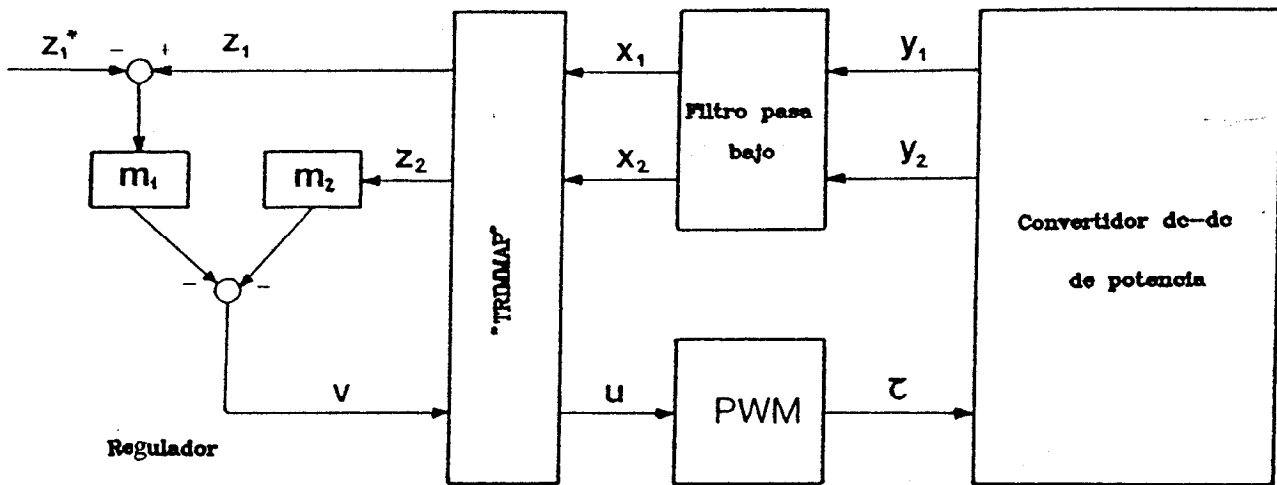 z₁* − + z₁ x₁ y₁
Filtro pasa
bajo
m₁ m₂ z₂ x₂ y₂
Convertidor dc-dc
de potencia
"TRIMMAP"
− −
v u PWM τ
Regulador